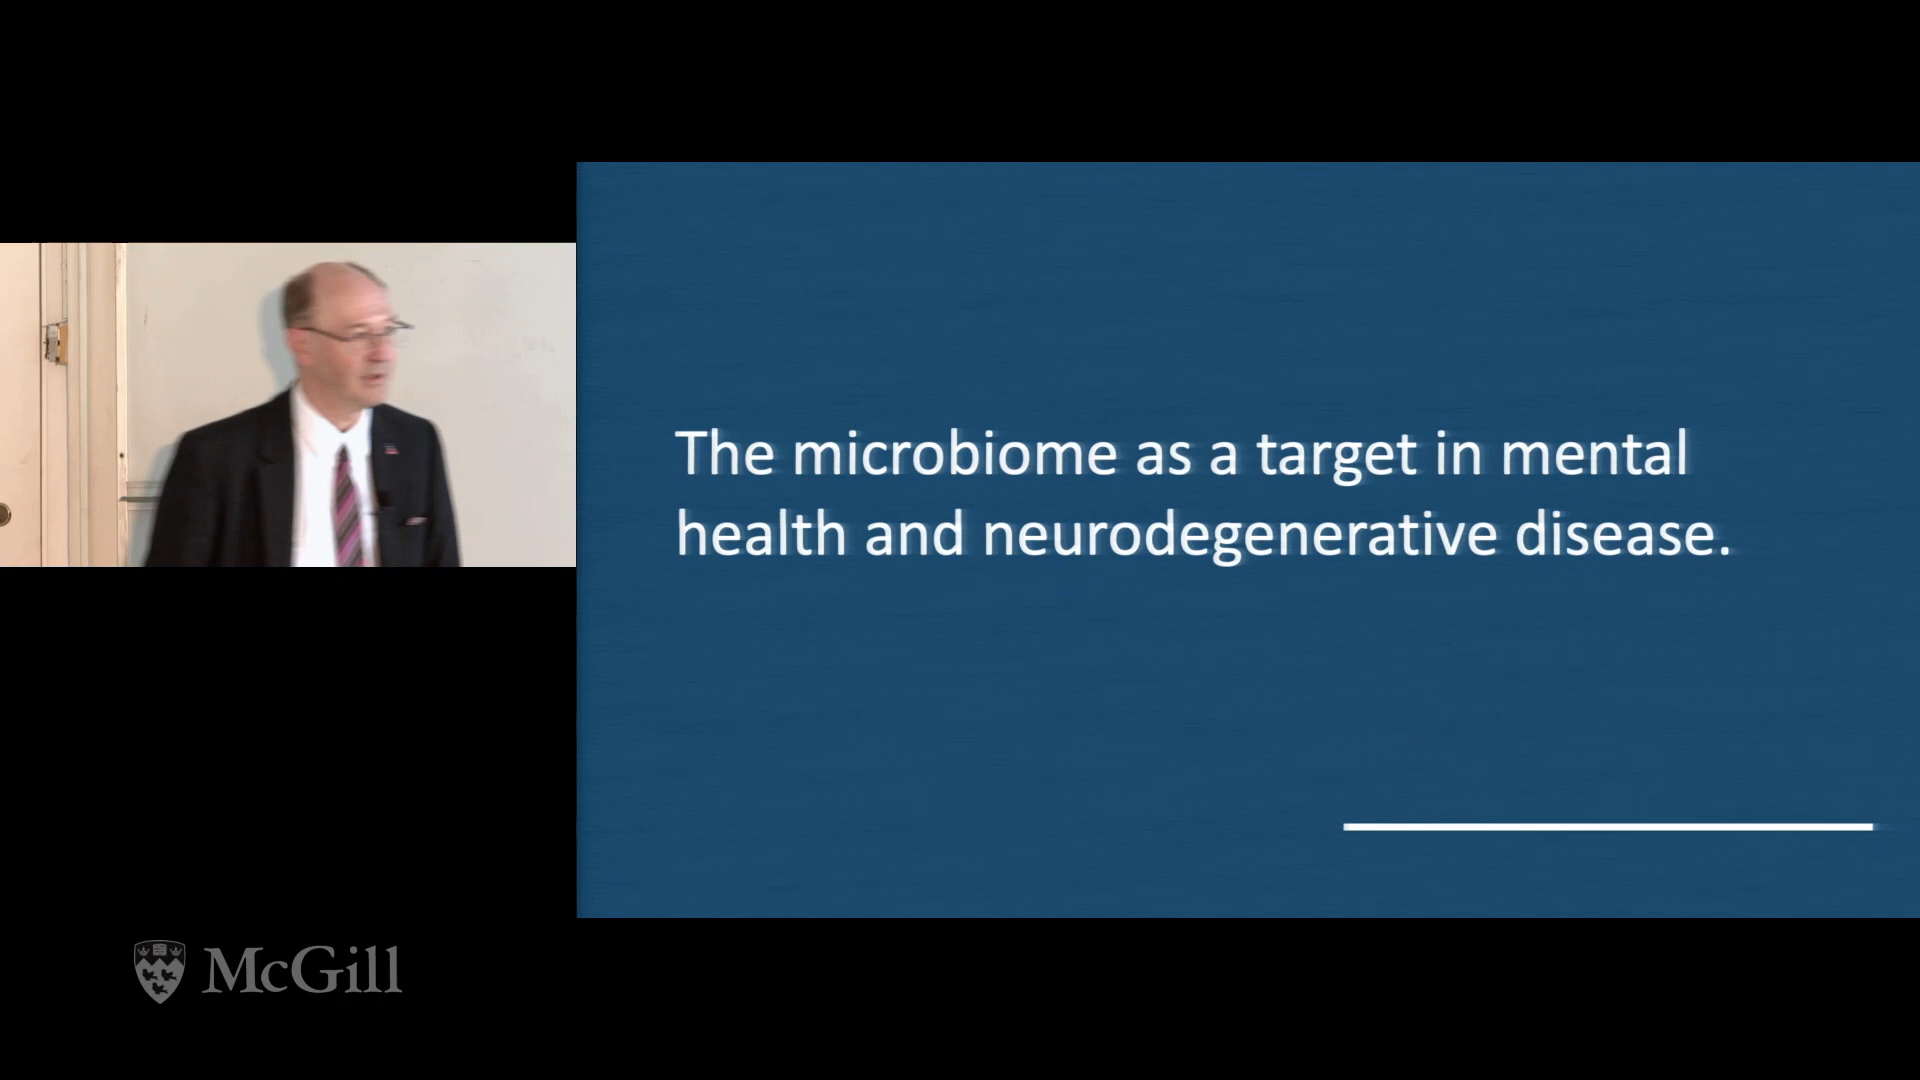 The microbiome as a target in mental
health and neurodegenerative disease.
McGill